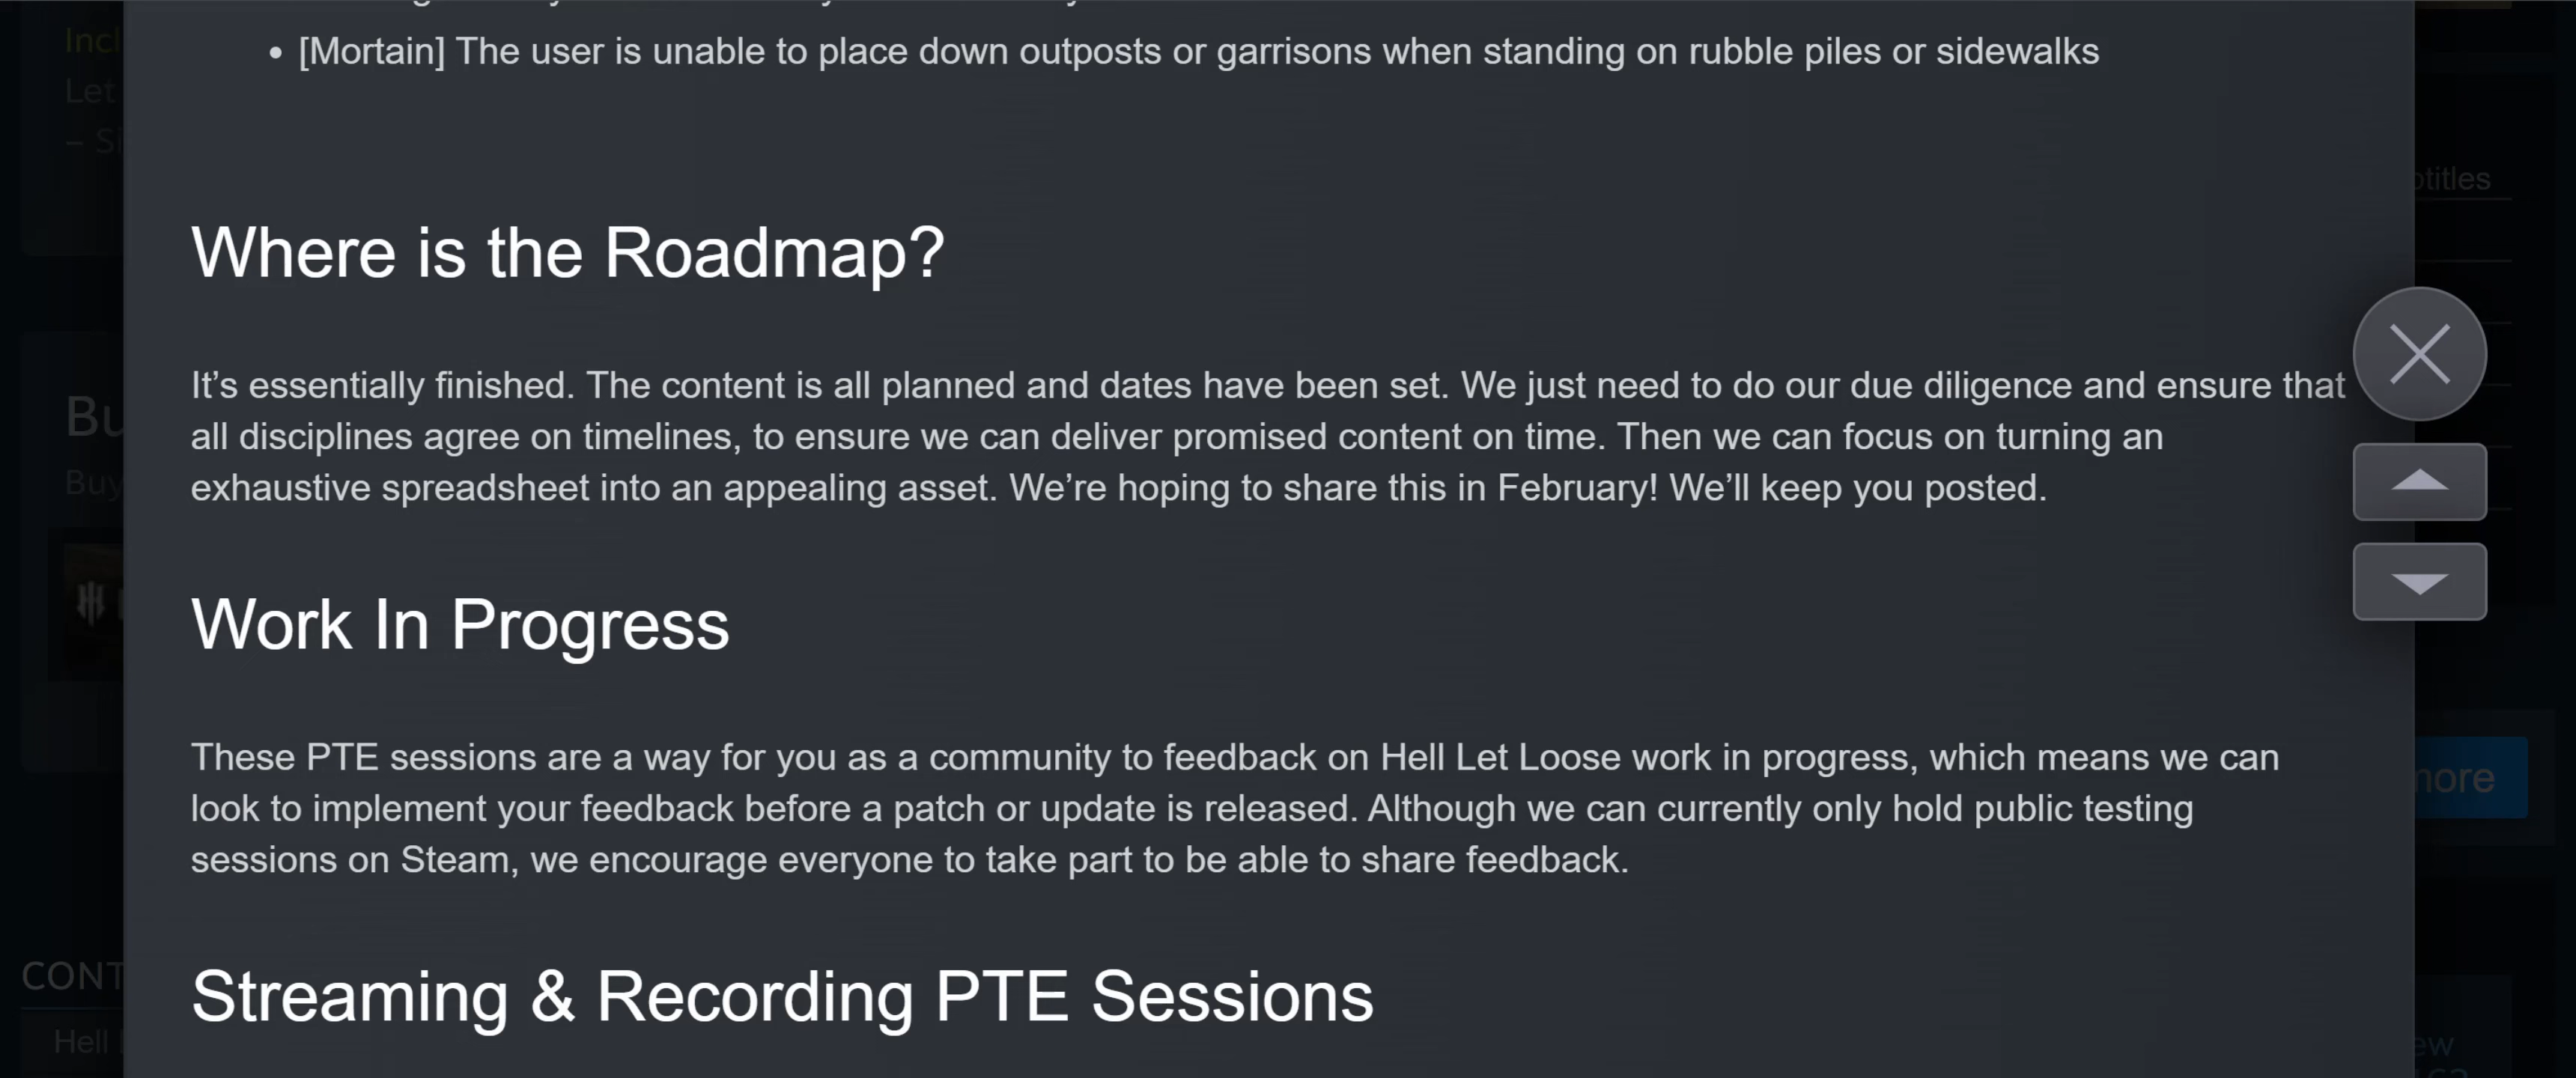 • [Mortain] The user is unable to place down outposts or garrisons when standing on rubble piles or sidewalks
Let
Where is the Roadmap?
It’s essentially finished. The content is all planned and dates have been set. We just need to do our due diligence and ensure that
all disciplines agree on timelines, to ensure we can deliver promised content on time. Then we can focus on turning an
exhaustive spreadsheet into an appealing asset. We’re hoping to share this in February! We’ll keep you posted.
Buy
Work In Progress
These PTE sessions are a way for you as a community to feedback on Hell Let Loose work in progress, which means we can
look to implement your feedback before a patch or update is released. Although we can currently only hold public testing
sessions on Steam, we encourage everyone to take part to be able to share feedback.
Streaming & Recording PTE Sessions
Hell